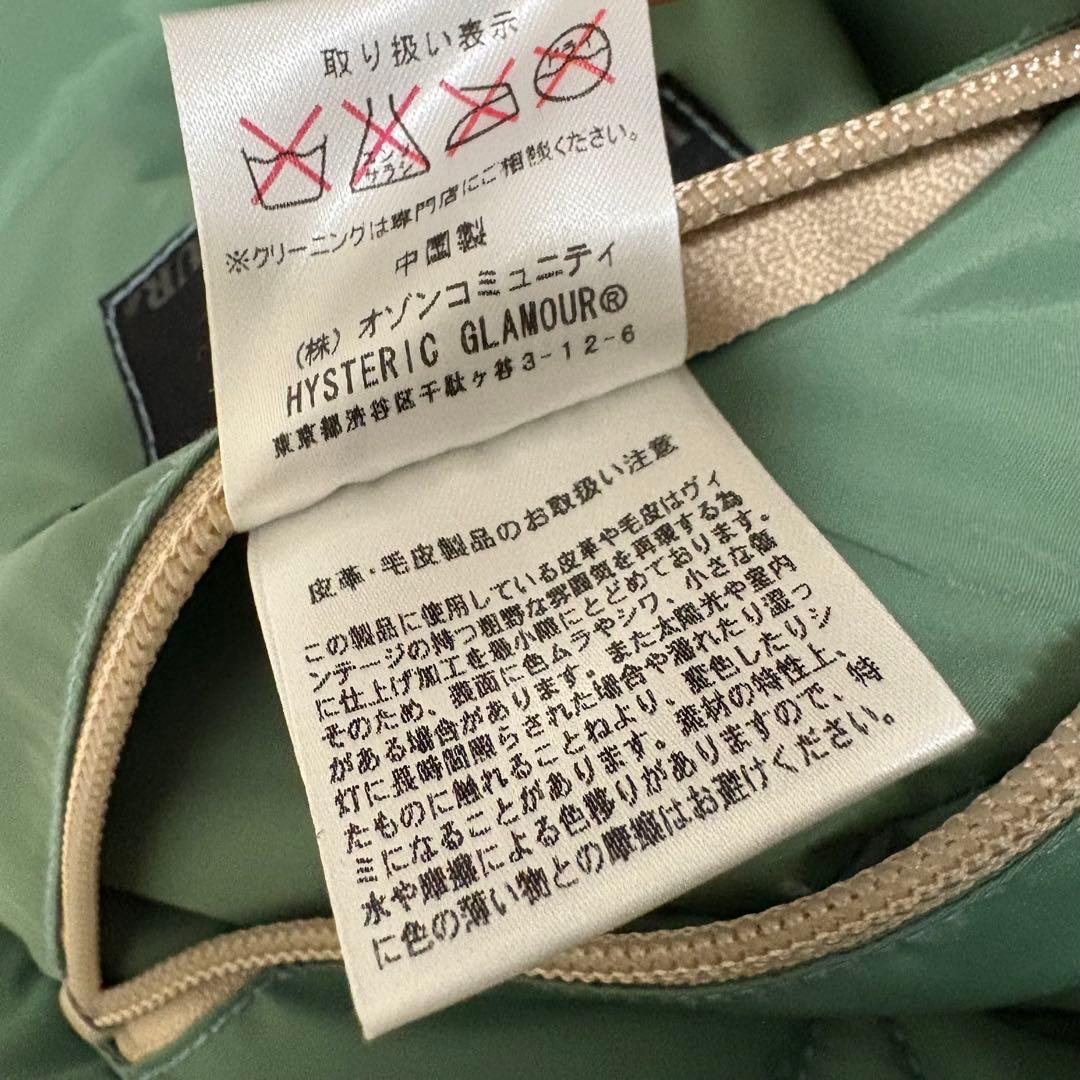 取り扱い表示
エンソ
サラシ
ドライ
※クリーニングは専門店にご相談ください。
中国製
(株) オゾンコミュニティ
HYSTERIC GLAMOUR®
東京都渋谷区千駄ヶ谷3-12-6
皮革・毛皮製品のお取扱い注意
この製品に使用している皮革や毛皮はヴィ
ンテージの持つ粗野な雰囲気を再現する為
に仕上げ加工を最小限にとどめております。
そのため、表面に色ムラやシワ、小さな傷
がある場合があります。また太陽光や室内
灯に長時間照らされた場合や濡れたり湿っ
たものに触れることねより、変色したりシ
ミになることがあります。素材の特性上、
水や摩擦による色移りがありますので、特
に色の薄い物との摩擦はお避けください。